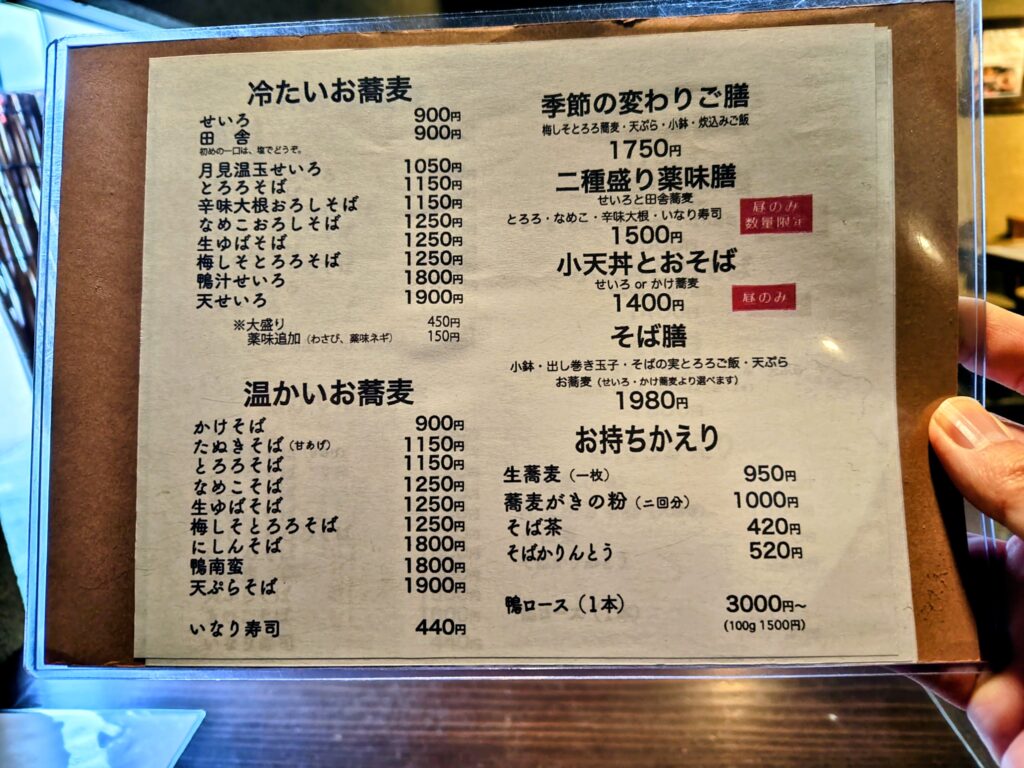 冷たいお蕎麦
せいろ 900円
田舎 900円
初めの一口は、塩でどうぞ。
月見温玉せいろ 1050円
とろろそば 1150円
辛味大根おろしそば 1150円
なめこおろしそば 1250円
生ゆばそば 1250円
梅しそとろろそば 1250円
鴨汁せいろ 1800円
天せいろ 1900円
※大盛り 450円
薬味追加（わさび、薬味ネギ） 150円
温かいお蕎麦
かけそば 900円
たぬきそば（甘あげ） 1150円
とろろそば 1150円
なめこそば 1250円
生ゆばそば 1250円
梅しそとろろそば 1250円
にしんそば 1800円
鴨南蛮 1800円
天ぷらそば 1900円
いなり寿司 440円
季節の変わりご膳
梅しそとろろ蕎麦・天ぷら・小鉢・炊込みご飯
1750円
二種盛り薬味膳
せいろと田舎蕎麦
とろろ・なめこ・辛味大根・いなり寿司
1500円
昼のみ
数量限定
小天丼とおそば
せいろ or かけ蕎麦
1400円
昼のみ
そば膳
小鉢・出し巻き玉子・そばの実とろろご飯・天ぷら
お蕎麦（せいろ・かけ蕎麦より選べます）
1980円
お持ちかえり
生蕎麦（一枚） 950円
蕎麦がきの粉（二回分） 1000円
そば茶 420円
そばかりんとう 520円
鴨ロース（1本） 3000円～
（100g 1500円）